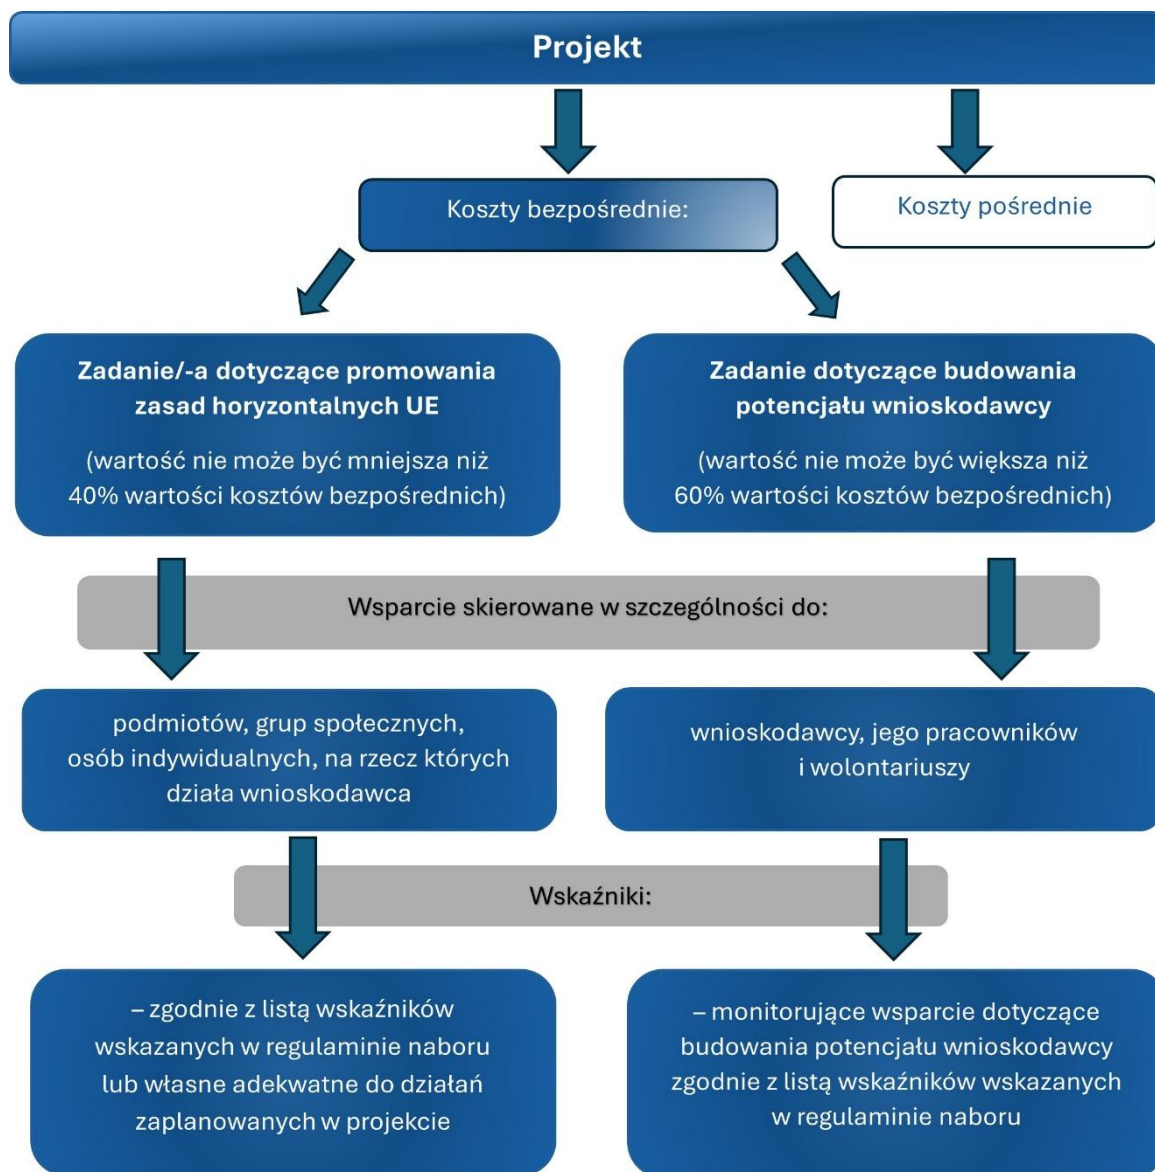 Projekt
Koszty bezpośrednie:
Koszty pośrednie
Zadanie/-a dotyczące promowania
zasad horyzontalnych UE
(wartość nie może być mniejsza niż
40% wartości kosztów bezpośrednich)
Zadanie dotyczące budowania
potencjału wnioskodawcy
(wartość nie może być większa niż
60% wartości kosztów bezpośrednich)
Wsparcie skierowane w szczególności do:
podmiotów, grup społecznych,
osób indywidualnych, na rzecz których
działa wnioskodawca
wnioskodawcy, jego pracowników
i wolontariuszy
Wskaźniki:
– zgodnie z listą wskaźników
wskazanych w regulaminie naboru
lub własne adekwatne do działań
zaplanowanych w projekcie
– monitorujące wsparcie dotyczące
budowania potencjału wnioskodawcy
zgodnie z listą wskaźników wskazanych
w regulaminie naboru